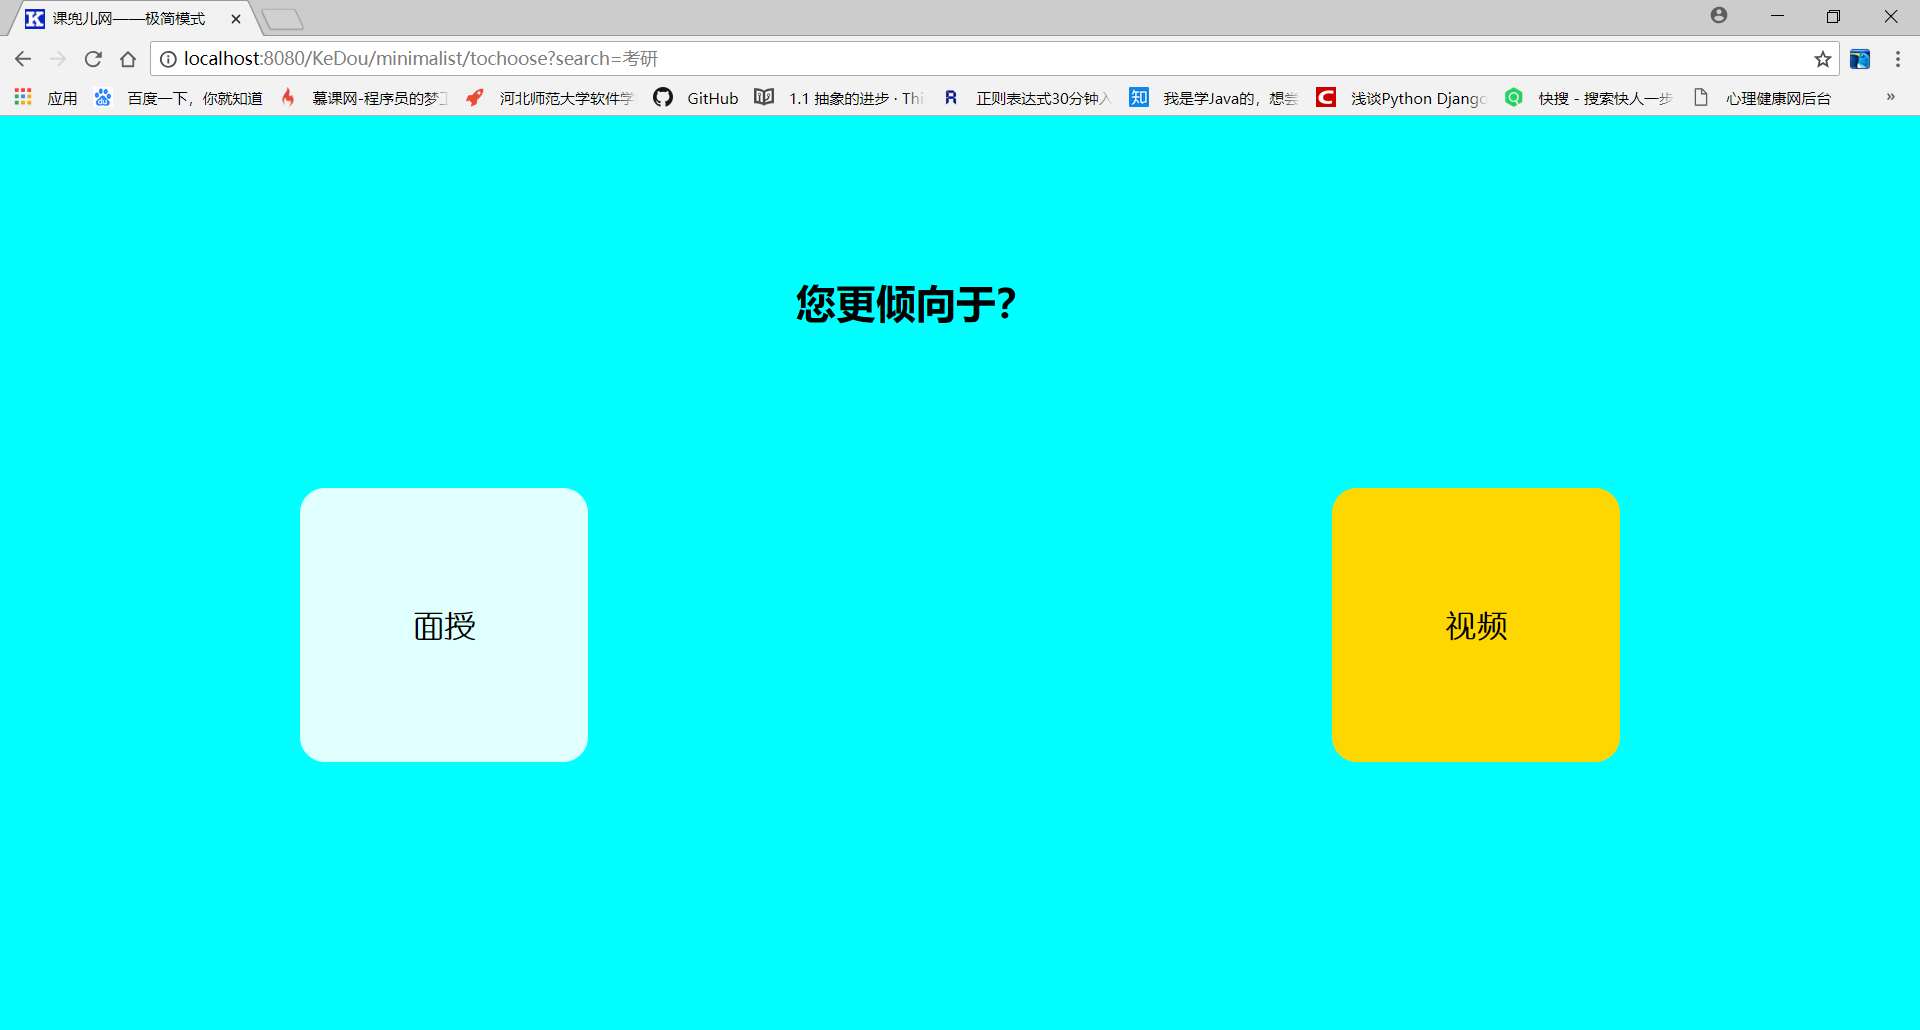 课兜儿网——极简模式
localhost:8080/KeDou/minimalist/tochoose?search=考研
应用 百度一下，你就知道 慕课网-程序员的梦 河北师范大学软件学 GitHub 1.1 抽象的进步 · Thi 正则表达式30分钟入 我是学Java的，想尝 浅谈Python Django 快搜 - 搜索快人一步 心理健康网后台 »
您更倾向于？
面授 视频